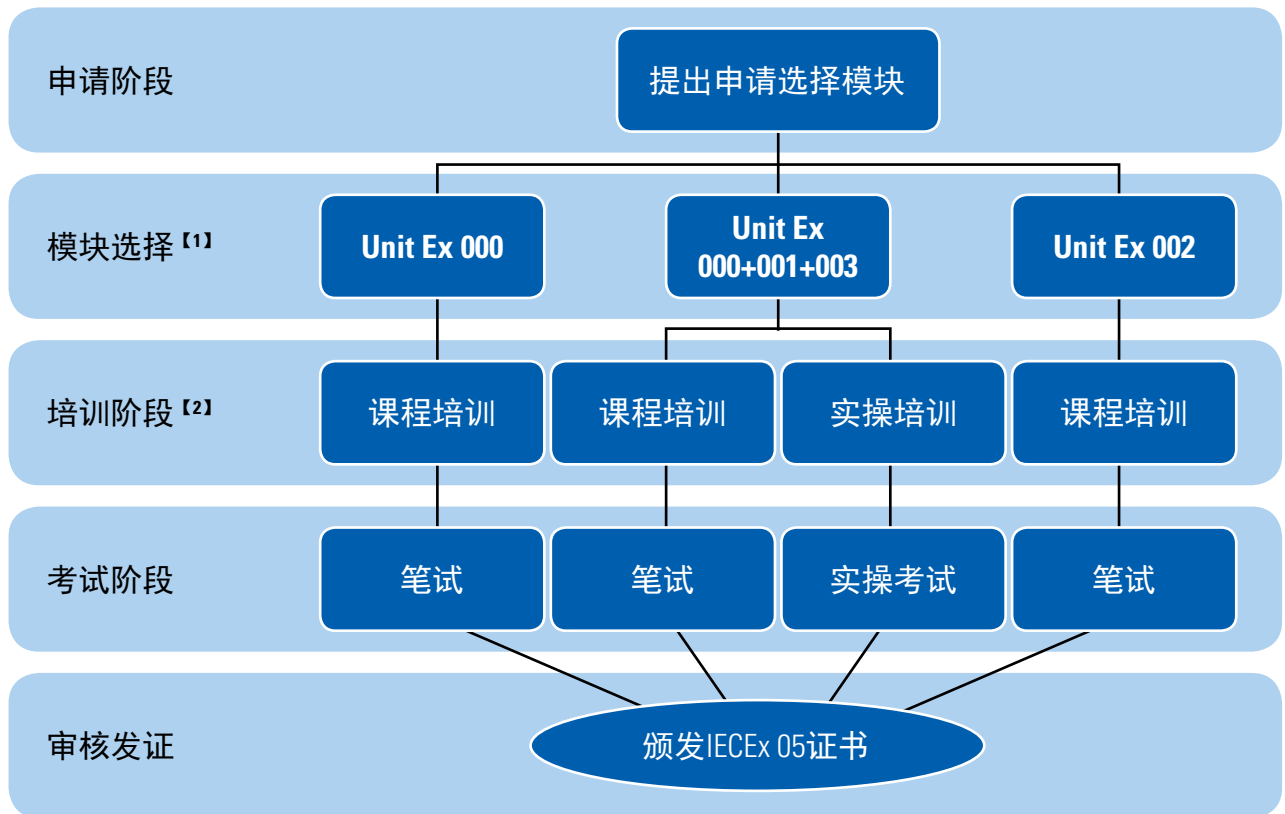 申请阶段
提出申请选择模块
模块选择【1】
Unit Ex 000
Unit Ex
000+001+003
Unit Ex 002
培训阶段【2】
课程培训
课程培训
实操培训
课程培训
考试阶段
笔试
笔试
实操考试
笔试
审核发证
颁发IECEx 05证书